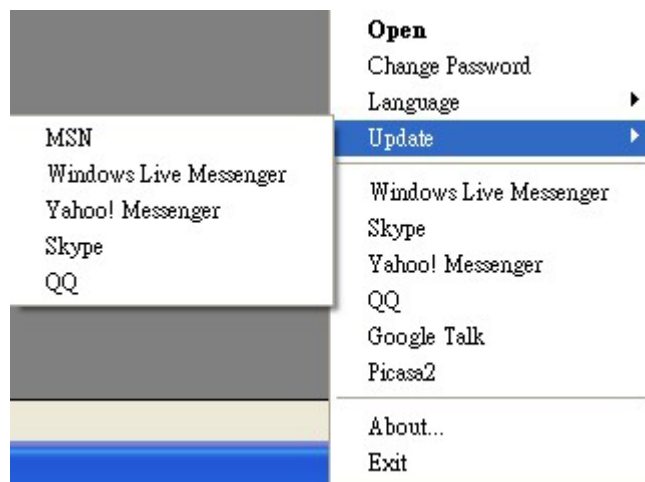 Open
Change Password
Language
Update
MSN
Windows Live Messenger
Yahoo! Messenger
Skype
QQ
Windows Live Messenger
Skype
Yahoo! Messenger
QQ
Google Talk
Picasa2
About...
Exit